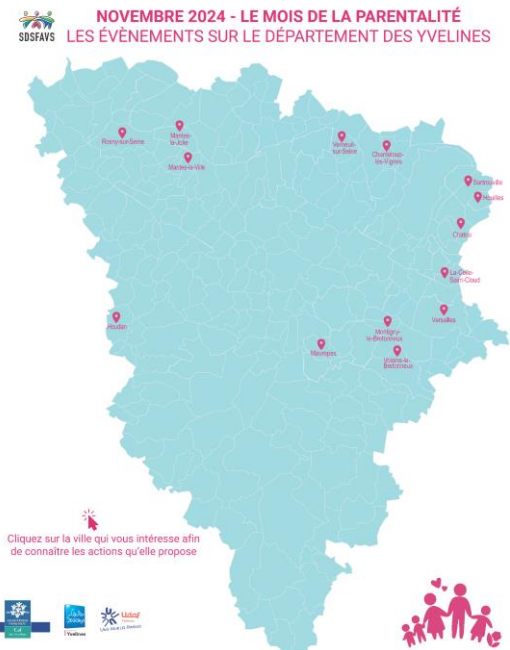 NOVEMBRE 2024 - LE MOIS DE LA PARENTALITÉ
SDSFAVS
LES ÉVÈNEMENTS SUR LE DÉPARTEMENT DES YVELINES
Rosny-sur-Seine
Mantes-
la-Jolie
Mantes-la-Ville
Verneuil-
sur-Seine
Chanteloup-
les-Vignes
Sartrouville
Houilles
Chatou
La-Celle-
Saint-Cloud
Versailles
Houdan
Montigny-
le-Bretonneux
Maurepas
Voisins-le-
Bretonneux
Cliquez sur la ville qui vous intéresse afin
de connaître les actions qu'elle propose
Caf
Yvelines
Udaf